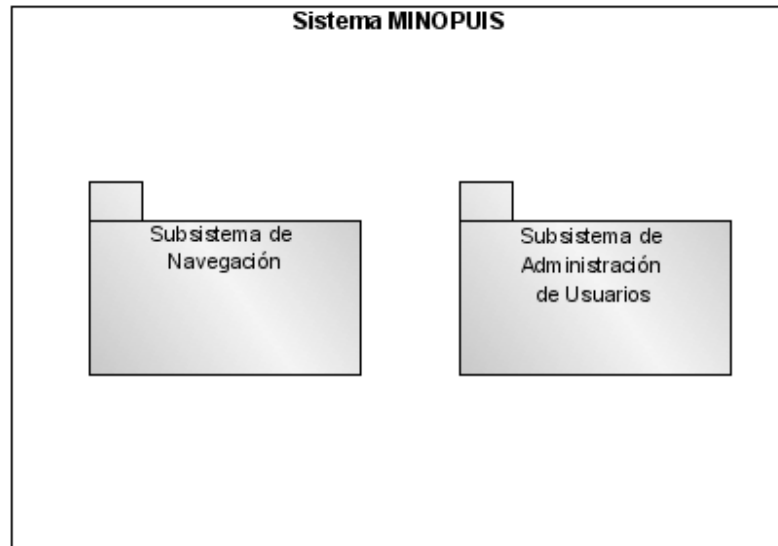 Sistema MINOPUIS
Subsistema de
Navegación
Subsistema de
Administración
de Usuarios